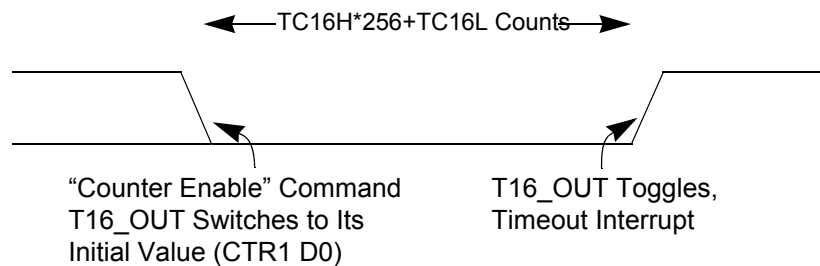 TC16H*256+TC16L Counts
“Counter Enable” Command
T16_OUT Switches to Its
Initial Value (CTR1 D0)
T16_OUT Toggles,
Timeout Interrupt